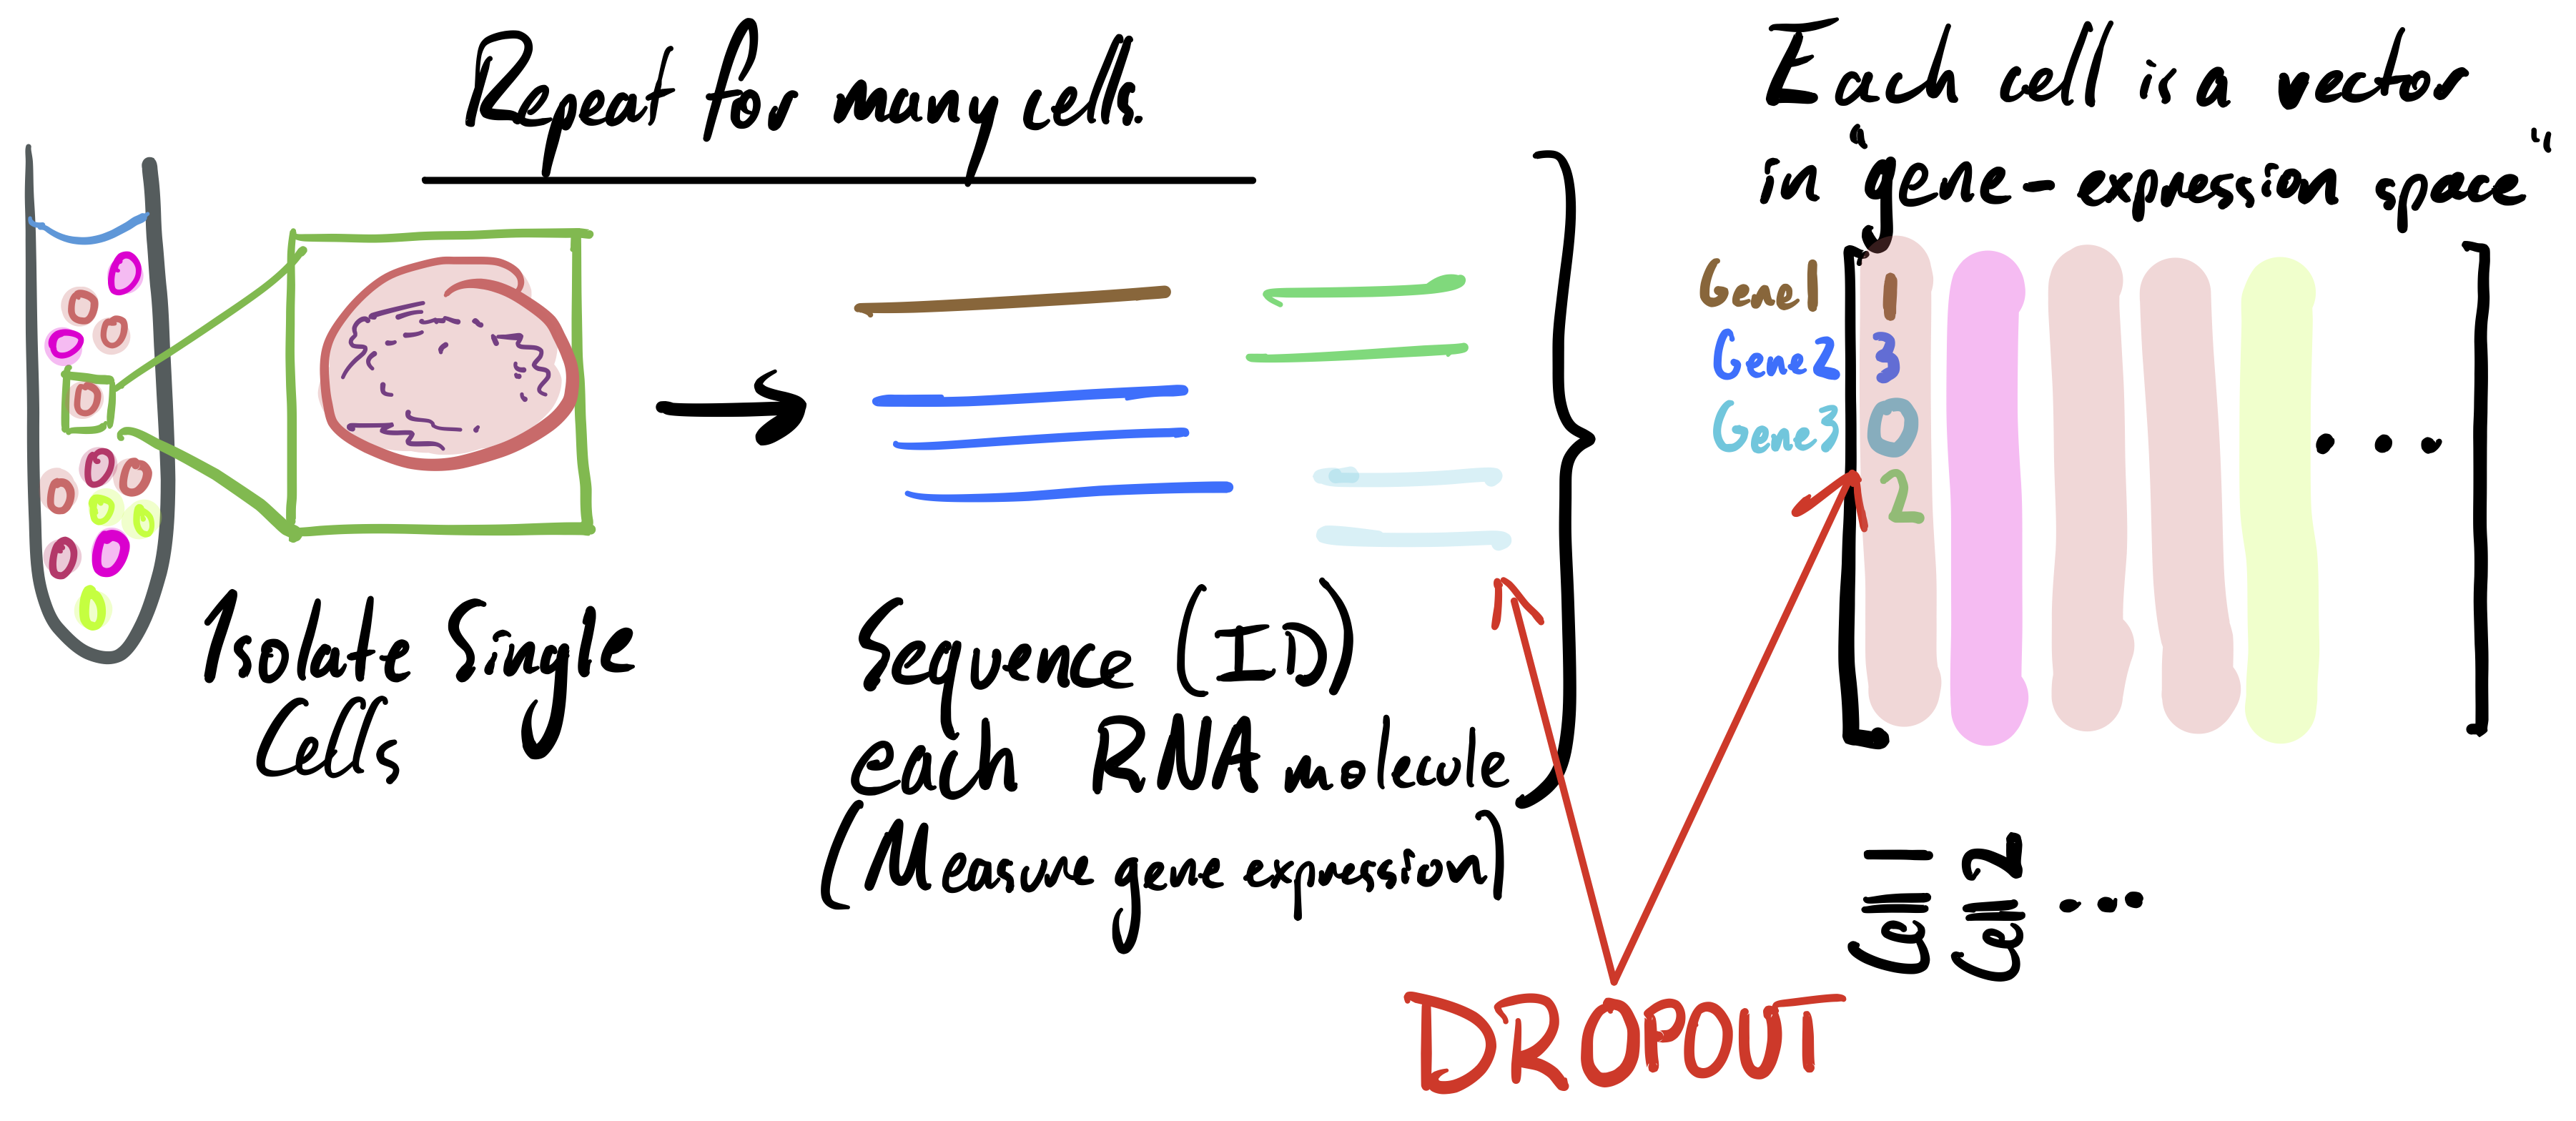 Repeat for many cells.
Isolate Single
Cells
Sequence (ID)
each RNA molecule
(Measure gene expression)
Each cell is a vector
in "gene-expression space"
Gene1 1
Gene2 3
Gene3 0
2
...
Cell 1
Cell 2
...
DROPOUT